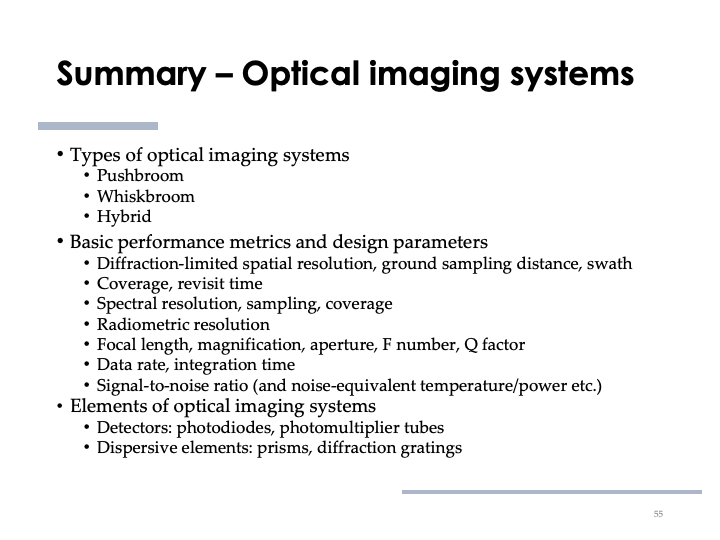 Summary – Optical imaging systems
• Types of optical imaging systems
• Pushbroom
• Whiskbroom
• Hybrid
• Basic performance metrics and design parameters
• Diffraction-limited spatial resolution, ground sampling distance, swath
• Coverage, revisit time
• Spectral resolution, sampling, coverage
• Radiometric resolution
• Focal length, magnification, aperture, F number, Q factor
• Data rate, integration time
• Signal-to-noise ratio (and noise-equivalent temperature/power etc.)
• Elements of optical imaging systems
• Detectors: photodiodes, photomultiplier tubes
• Dispersive elements: prisms, diffraction gratings
55